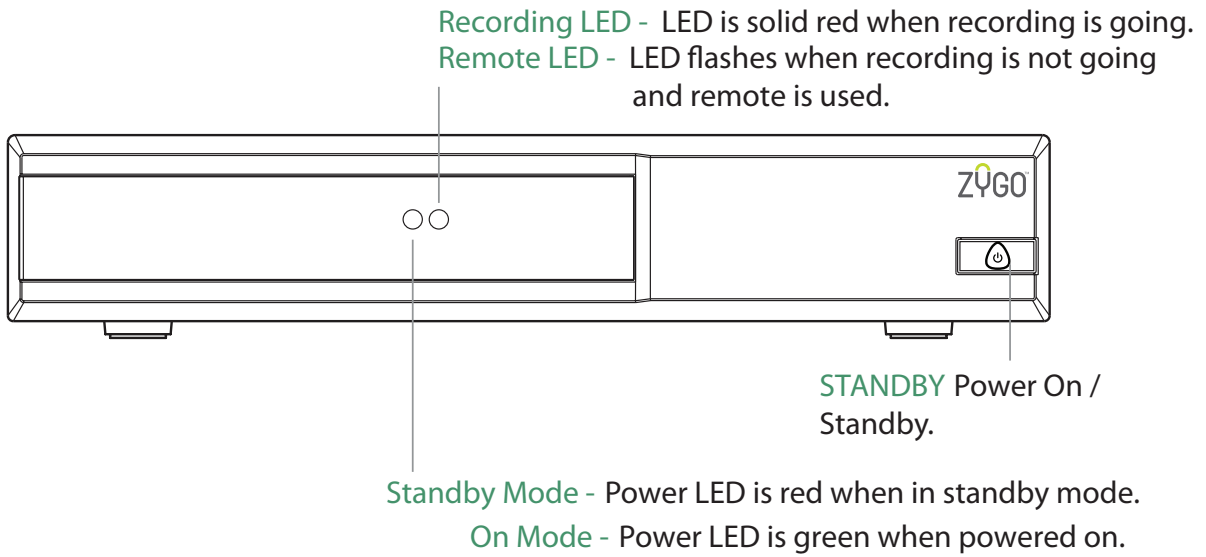 Recording LED - LED is solid red when recording is going.
Remote LED - LED flashes when recording is not going
and remote is used.
ZYGO™
STANDBY Power On /
Standby.
Standby Mode - Power LED is red when in standby mode.
On Mode - Power LED is green when powered on.